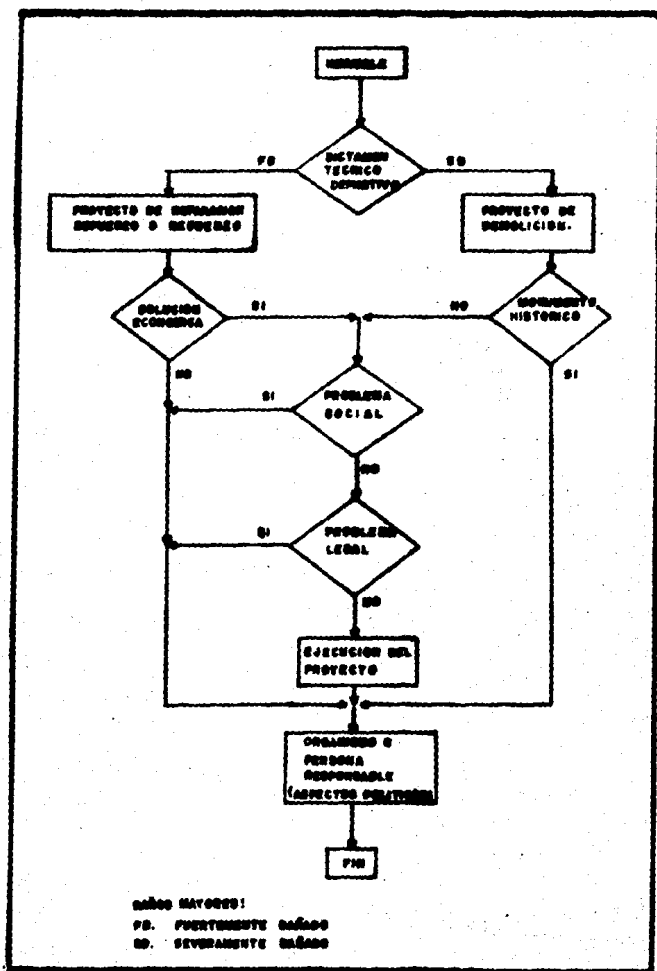 INMUEBLE
DICTAMEN
TECNICO
DEFINITIVO
FD
SD
PROYECTO DE REPARACION
REFUERZO O
PROYECTO DE
DEMOLICION.
SOLUCION
ECONOMICA
SI
NO
MONUMENTO
HISTORICO
NO
SI
PROBLEMA
SOCIAL
SI
NO
PROBLEMA
LEGAL
SI
NO
EJECUCION DEL
PROYECTO
ORGANISMO O
PERSONA
RESPONSABLE
(ASPECTOS POLITICOS)
FIN
DAÑOS MAYORES:
FD. FUERTEMENTE DAÑADO
SD. SEVERAMENTE DAÑADO